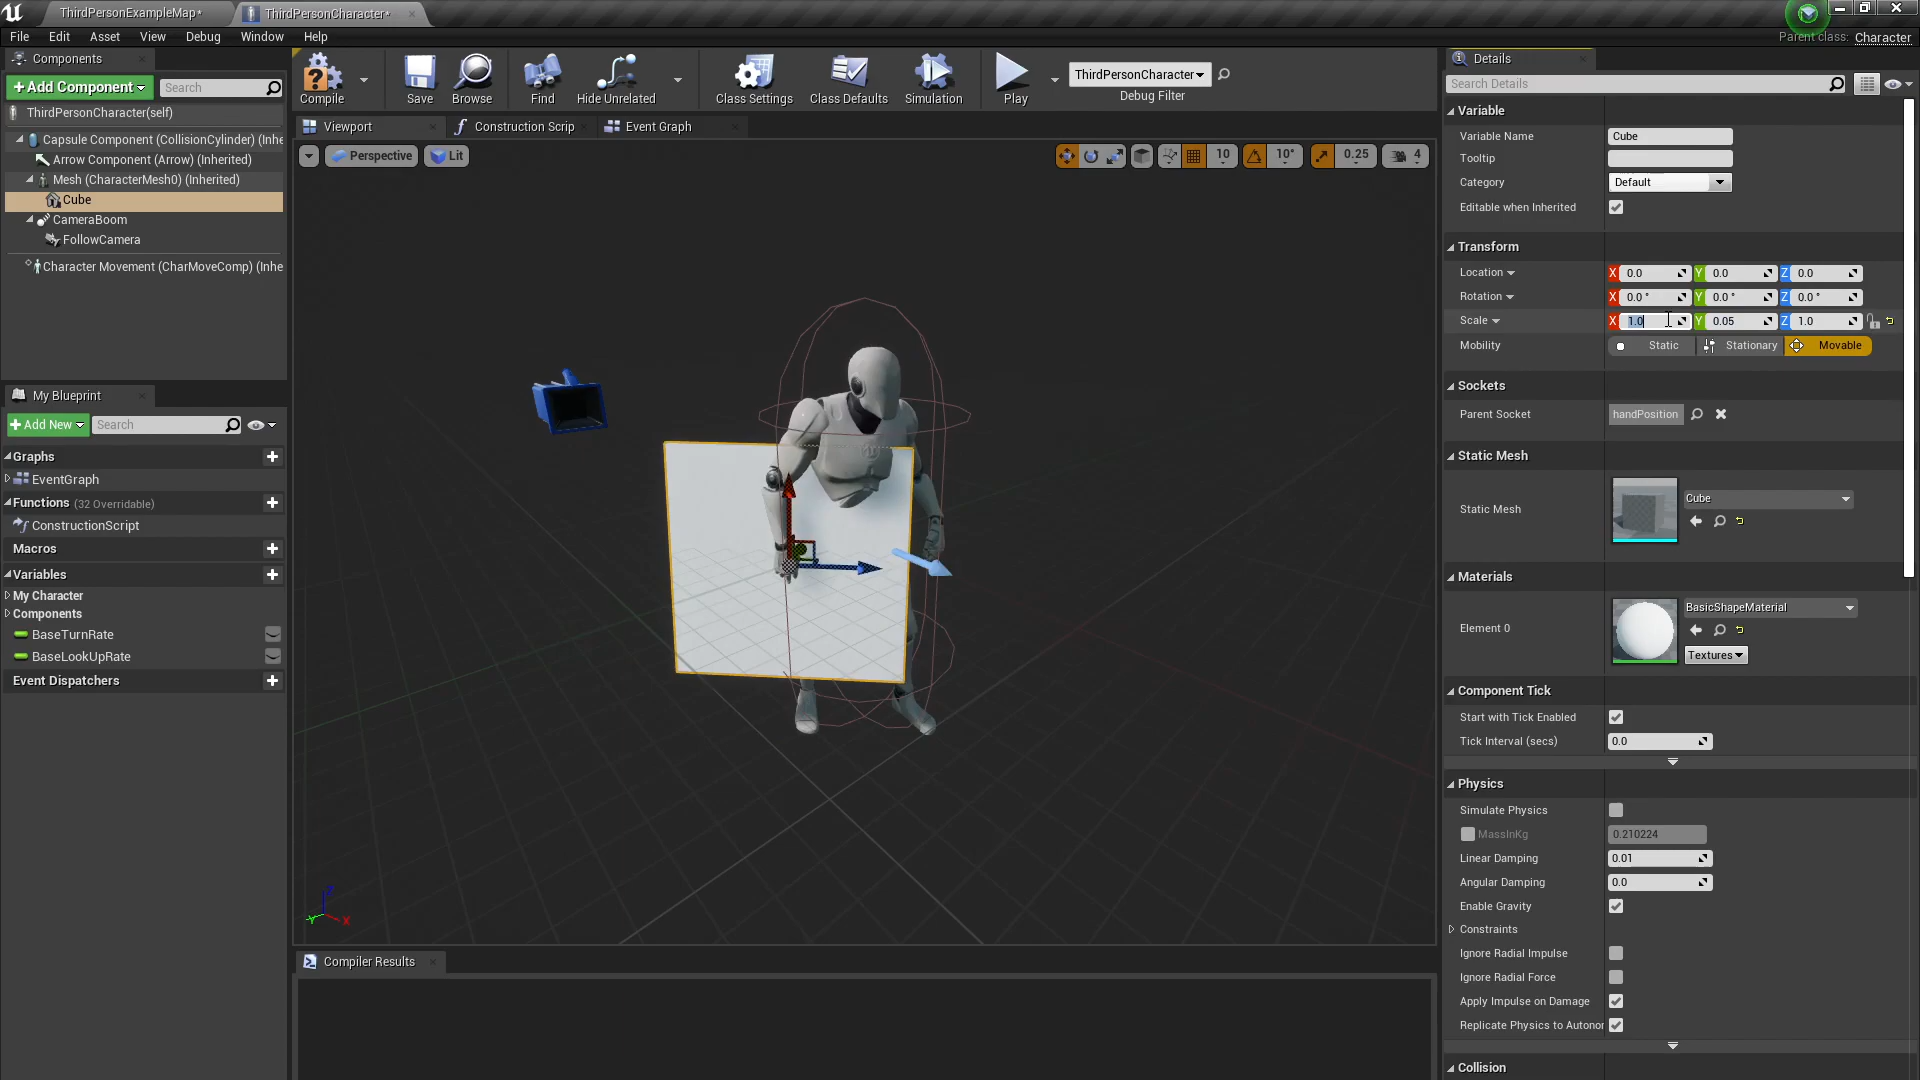 ThirdPersonExampleMap*
ThirdPersonCharacter*
File Edit Asset View Debug Window Help
Parent class: Character
Components
+Add Component
Search
ThirdPersonCharacter(self)
Capsule Component (CollisionCylinder) (Inhe
Arrow Component (Arrow) (Inherited)
Mesh (CharacterMesh0) (Inherited)
Cube
CameraBoom
FollowCamera
Character Movement (CharMoveComp) (Inhe
My Blueprint
+Add New
Search
Graphs
EventGraph
Functions (32 Overridable)
ConstructionScript
Macros
Variables
My Character
Components
BaseTurnRate
BaseLookUpRate
Event Dispatchers
Compile
Save
Browse
Find
Hide Unrelated
Class Settings
Class Defaults
Simulation
Play
ThirdPersonCharacter
Debug Filter
Viewport
Construction Scrip
Event Graph
Perspective
Lit
10
10°
0.25
4
Z
Y
X
Compiler Results
Details
Search Details
Variable
Variable Name Cube
Tooltip
Category Default
Editable when Inherited
Transform
Location X 0.0 Y 0.0 Z 0.0
Rotation X 0.0 ° Y 0.0 ° Z 0.0 °
Scale X 1.0 Y 0.05 Z 1.0
Mobility Static Stationary Movable
Sockets
Parent Socket handPosition
Static Mesh
Static Mesh Cube
Materials
Element 0 BasicShapeMaterial
Textures
Component Tick
Start with Tick Enabled
Tick Interval (secs) 0.0
Physics
Simulate Physics
MassInKg 0.210224
Linear Damping 0.01
Angular Damping 0.0
Enable Gravity
Constraints
Ignore Radial Impulse
Ignore Radial Force
Apply Impulse on Damage
Replicate Physics to Autonor
Collision